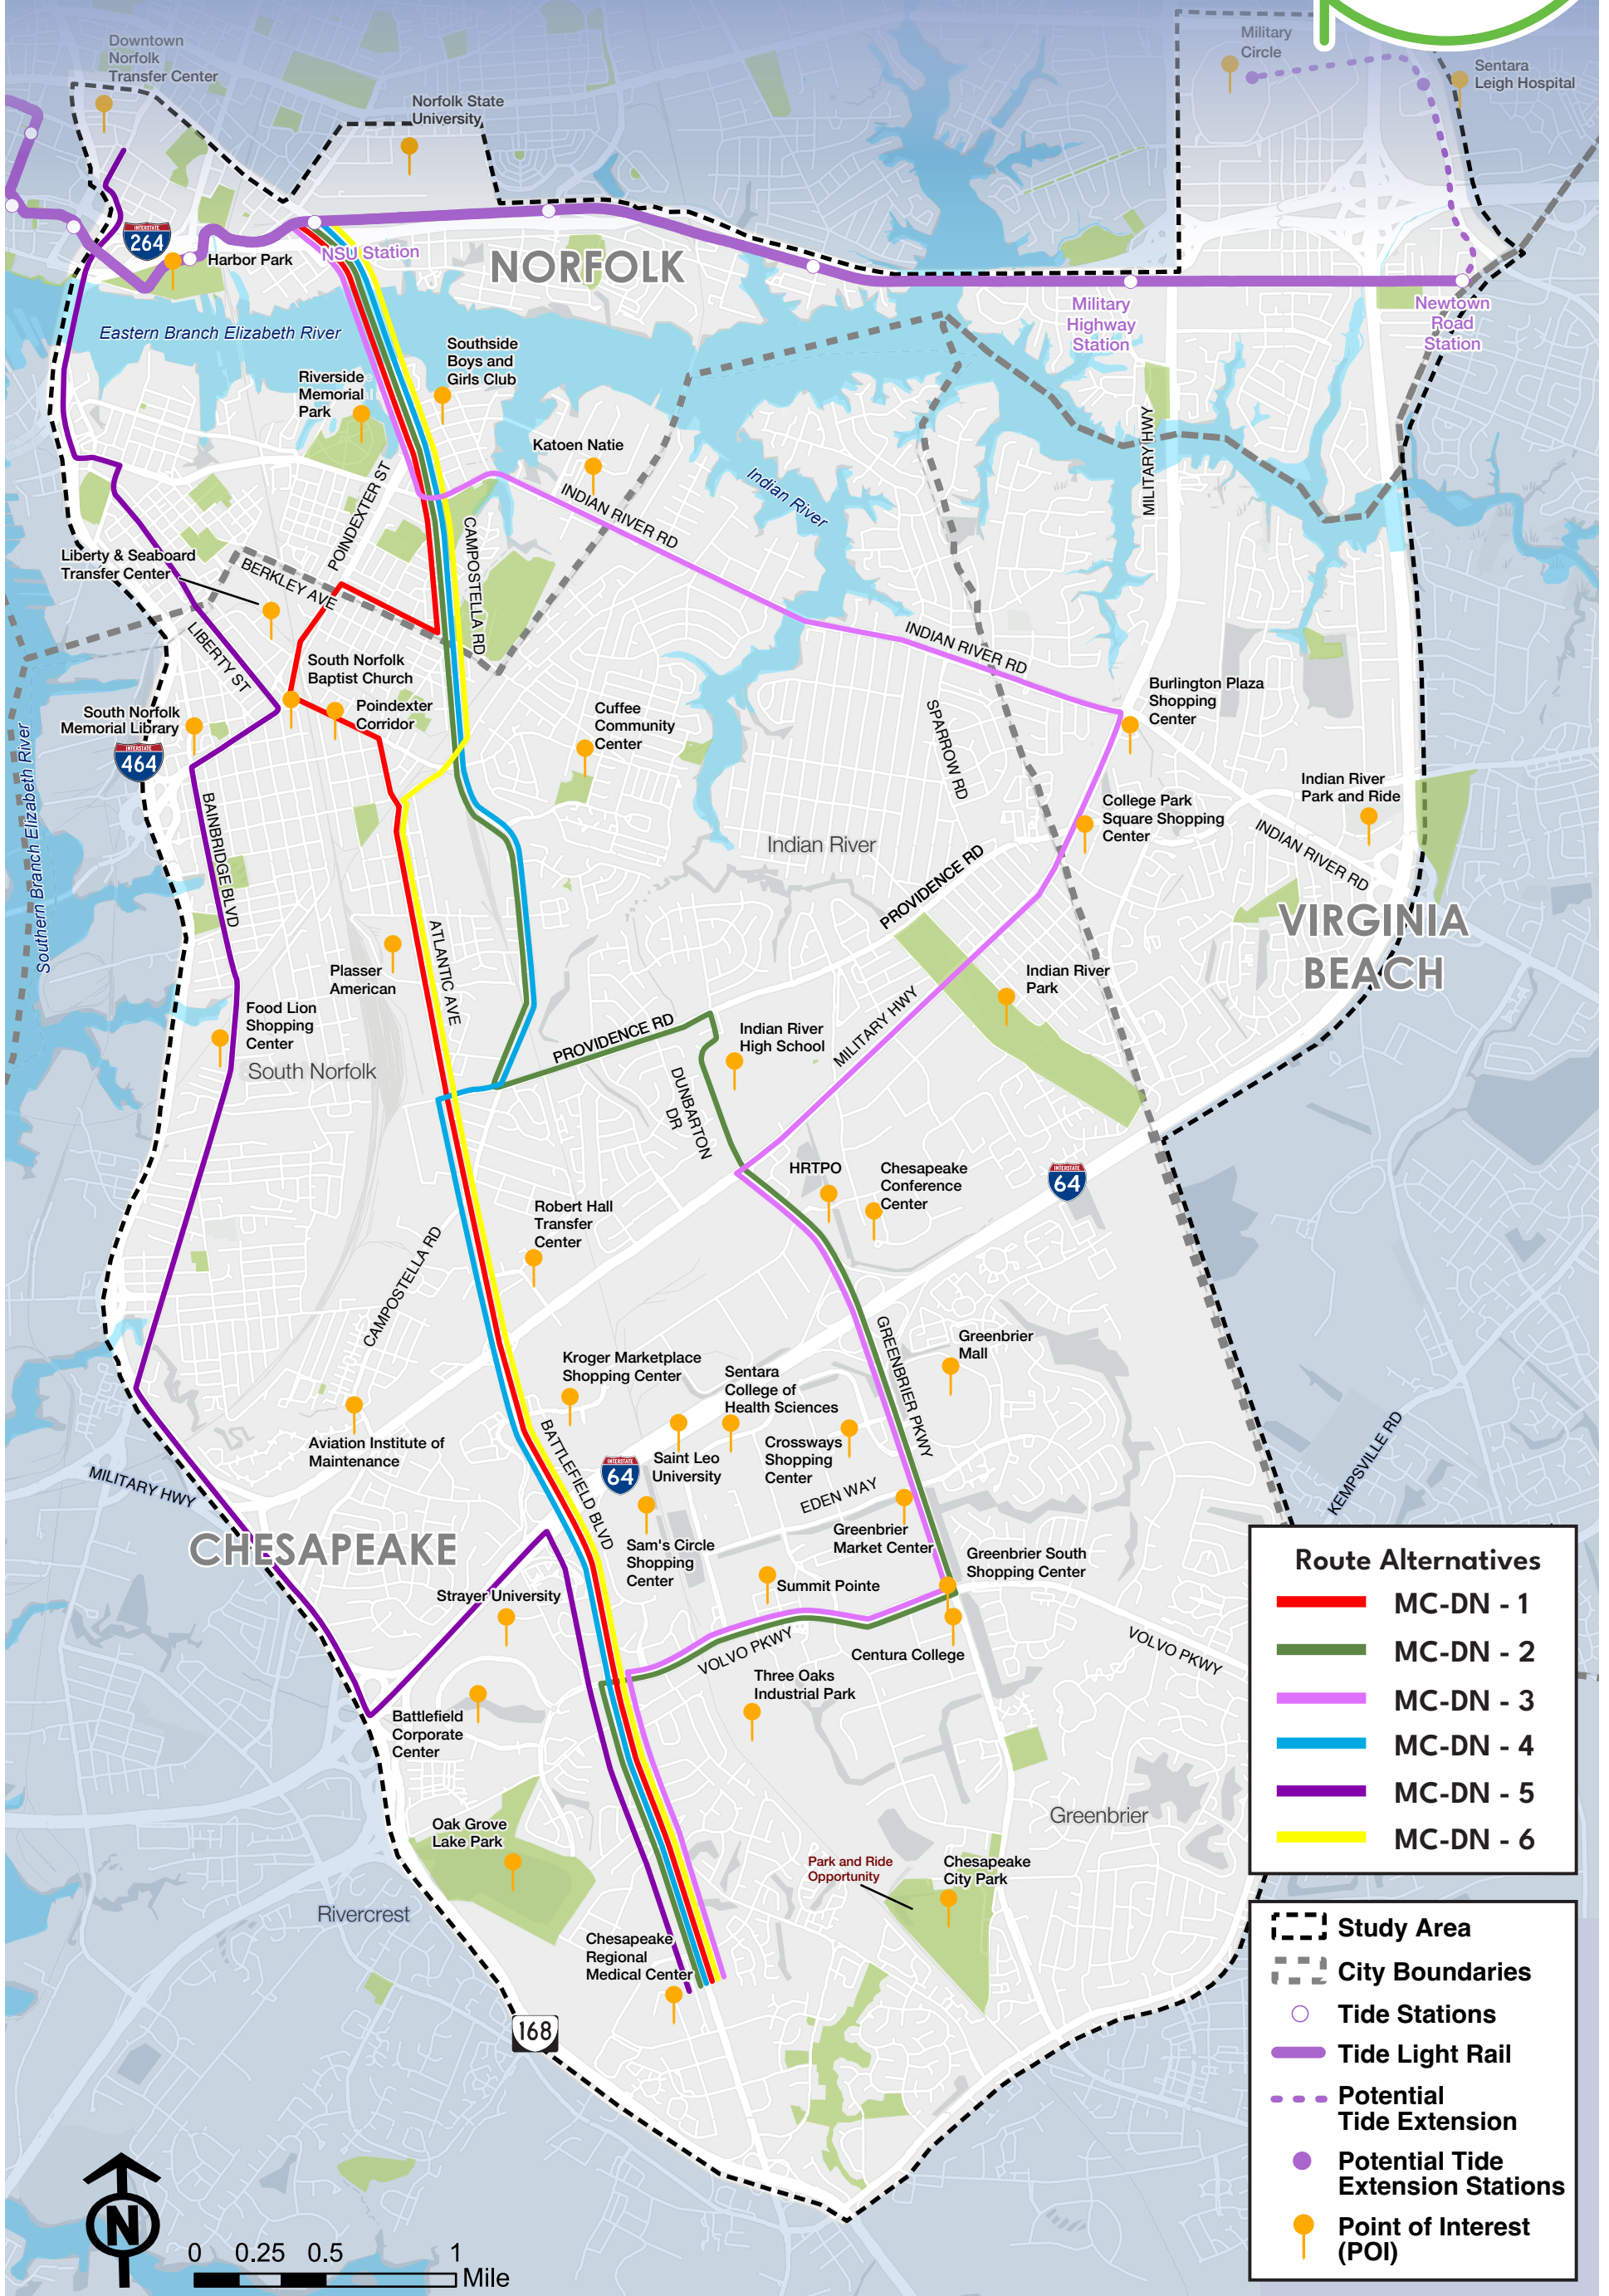 Downtown
Norfolk
Transfer Center
Norfolk State
University
Military
Circle
Sentara
Leigh Hospital
INTERSTATE
264
Harbor Park
NSU Station
NORFOLK
Military
Highway
Station
Newtown
Road
Station
Eastern Branch Elizabeth River
Southside
Boys and
Girls Club
Riverside
Memorial
Park
Katoen Natie
INDIAN RIVER RD
Indian River
MILITARY HWY
POINDEXTER ST
CAMPOSTELLA RD
Liberty & Seaboard
Transfer Center
BERKLEY AVE
LIBERTY ST
INDIAN RIVER RD
South Norfolk
Baptist Church
Poindexter
Corridor
South Norfolk
Memorial Library
INTERSTATE
464
Cuffee
Community
Center
SPARROW RD
Burlington Plaza
Shopping
Center
Indian River
Park and Ride
College Park
Square Shopping
Center
INDIAN RIVER RD
Southern Branch Elizabeth River
BAINBRIDGE BLVD
Indian River
PROVIDENCE RD
VIRGINIA
BEACH
ATLANTIC AVE
Plasser
American
Indian River
Park
Food Lion
Shopping
Center
South Norfolk
PROVIDENCE RD
Indian River
High School
MILITARY HWY
DUNBARTON
DR
HRTPO
Chesapeake
Conference
Center
INTERSTATE
64
Robert Hall
Transfer
Center
CAMPOSTELLA RD
GREENBRIER PKWY
Greenbrier
Mall
Kroger Marketplace
Shopping Center
Sentara
College of
Health Sciences
Aviation Institute of
Maintenance
BATTLEFIELD BLVD
INTERSTATE
64
Saint Leo
University
Crossways
Shopping
Center
EDEN WAY
KEMPSVILLE RD
MILITARY HWY
CHESAPEAKE
Sam's Circle
Shopping
Center
Greenbrier
Market Center
Greenbrier South
Shopping Center
Strayer University
Summit Pointe
VOLVO PKWY
Centura College
VOLVO PKWY
Three Oaks
Industrial Park
Battlefield
Corporate
Center
Greenbrier
Oak Grove
Lake Park
Park and Ride
Opportunity
Chesapeake
City Park
Rivercrest
Chesapeake
Regional
Medical Center
168
Route Alternatives
MC-DN - 1
MC-DN - 2
MC-DN - 3
MC-DN - 4
MC-DN - 5
MC-DN - 6
Study Area
City Boundaries
Tide Stations
Tide Light Rail
Potential
Tide Extension
Potential Tide
Extension Stations
Point of Interest
(POI)
N
0 0.25 0.5 1
Mile